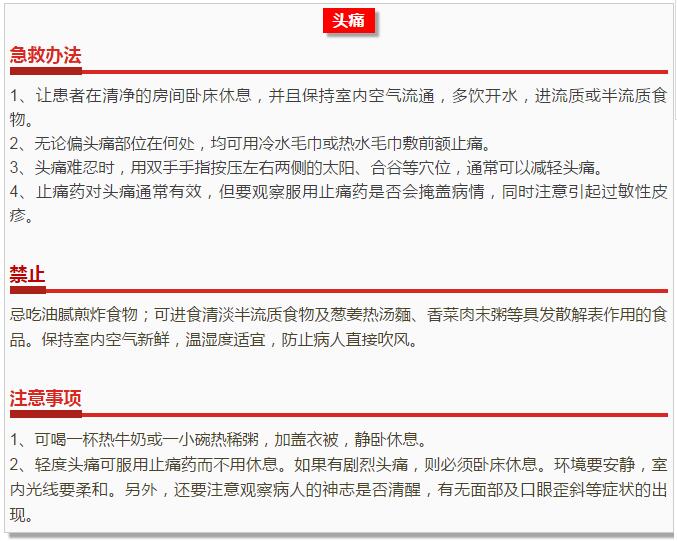 头痛
急救办法
1、让患者在清净的房间卧床休息，并且保持室内空气流通，多饮开水，进流质或半流质食
物。
2、无论偏头痛部位在何处，均可用冷水毛巾或热水毛巾敷前额止痛。
3、头痛难忍时，用双手手指按压左右两侧的太阳、合谷等穴位，通常可以减轻头痛。
4、止痛药对头痛通常有效，但要观察服用止痛药是否会掩盖病情，同时注意引起过敏性皮
疹。
禁止
忌吃油腻煎炸食物；可进食清淡半流质食物及葱姜热汤麵、香菜肉末粥等具发散解表作用的食
品。保持室内空气新鲜，温湿度适宜，防止病人直接吹风。
注意事项
1、可喝一杯热牛奶或一小碗热稀粥，加盖衣被，静卧休息。
2、轻度头痛可服用止痛药而不用休息。如果有剧烈头痛，则必须卧床休息。环境要安静，室
内光线要柔和。另外，还要注意观察病人的神志是否清醒，有无面部及口眼歪斜等症状的出
现。